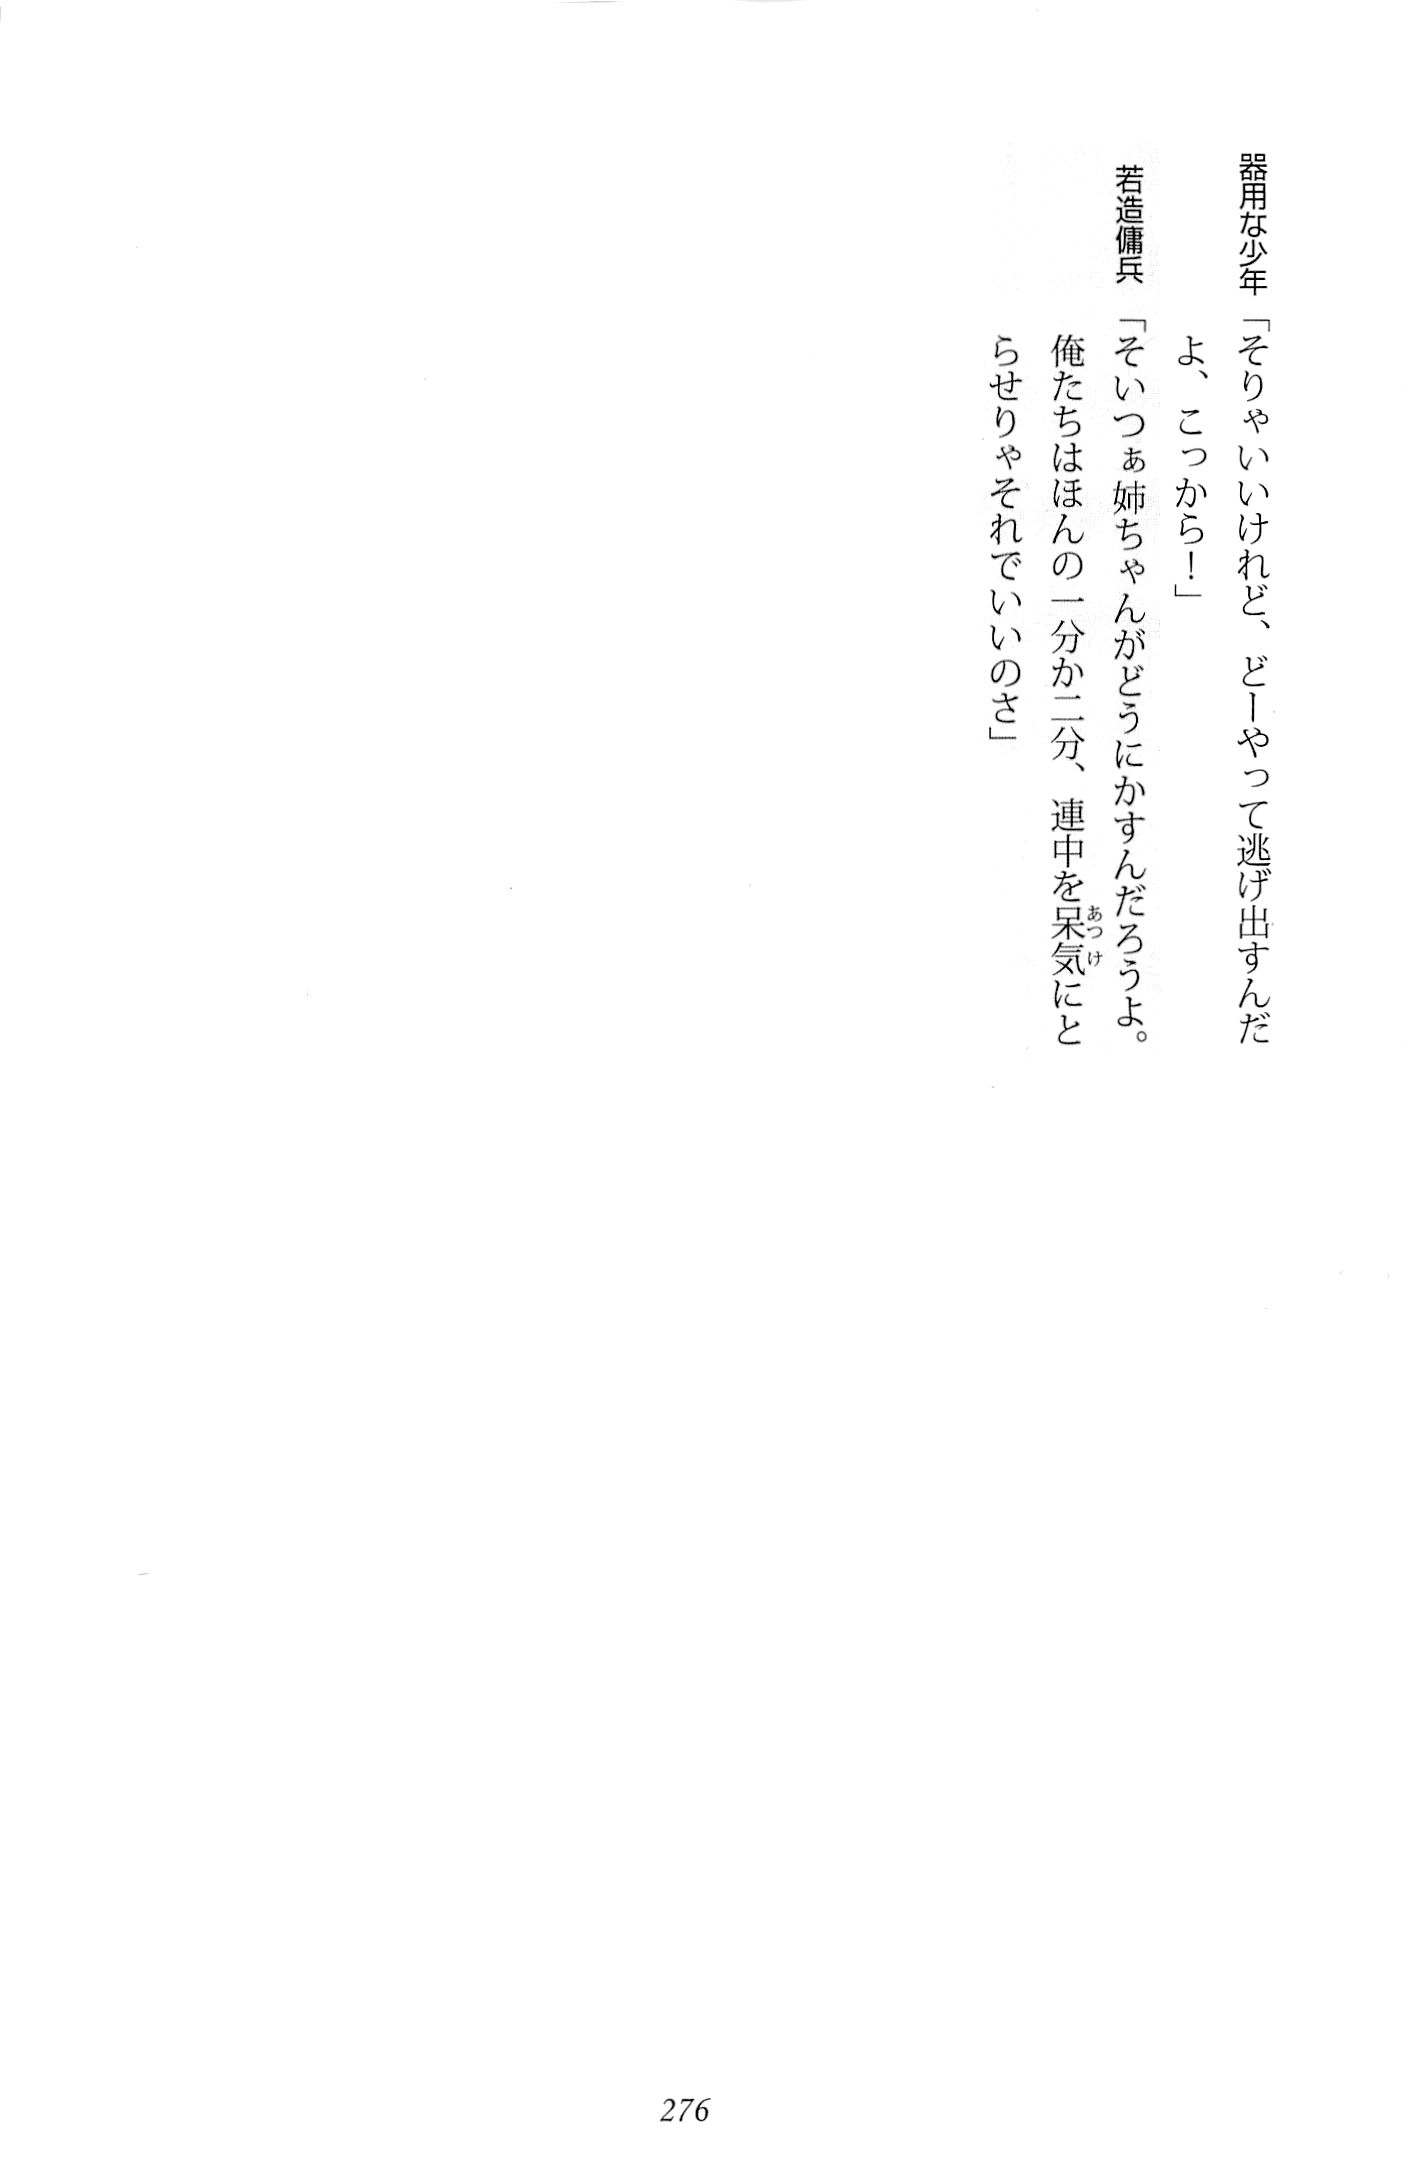 器用な少年「そりゃいいけれど、どーやって逃げ出すんだ
よ、こっから！」
若造傭兵「そいつぁ姉ちゃんがどうにかすんだろうよ。
俺たちはほんの一分か二分、連中を呆気にと
あっけ
らせりゃそれでいいのさ」
276